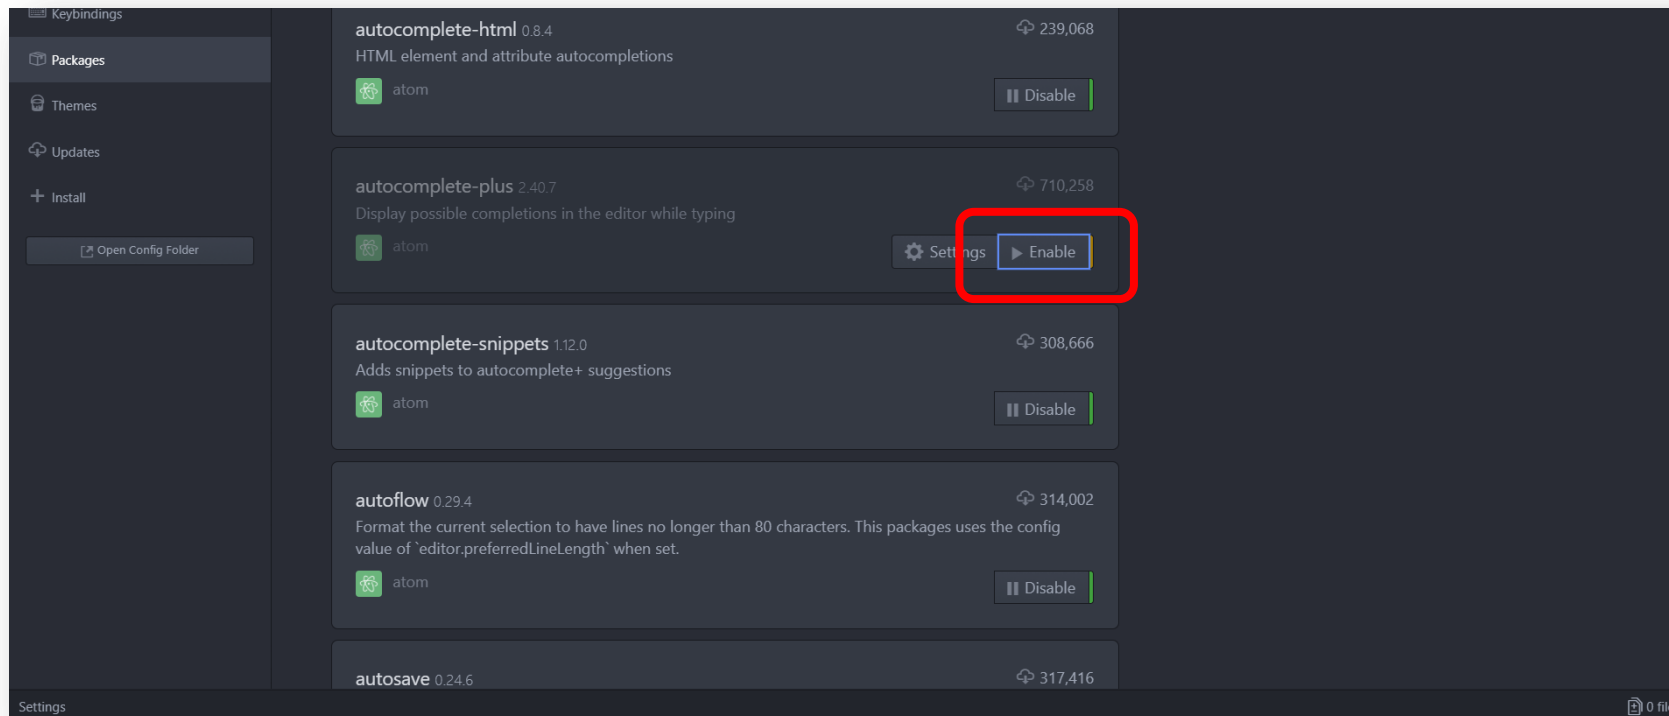 Keybindings
Packages
Themes
Updates
Install
Open Config Folder
autocomplete-html 0.8.4
239,068
HTML element and attribute autocompletions
atom
Disable
autocomplete-plus 2.40.7
710,258
Display possible completions in the editor while typing
atom
Settings
Enable
autocomplete-snippets 1.12.0
308,666
Adds snippets to autocomplete+ suggestions
atom
Disable
autoflow 0.29.4
314,002
Format the current selection to have lines no longer than 80 characters. This packages uses the config
value of `editor.preferredLineLength` when set.
atom
Disable
autosave 0.24.6
317,416
Settings
0 fil